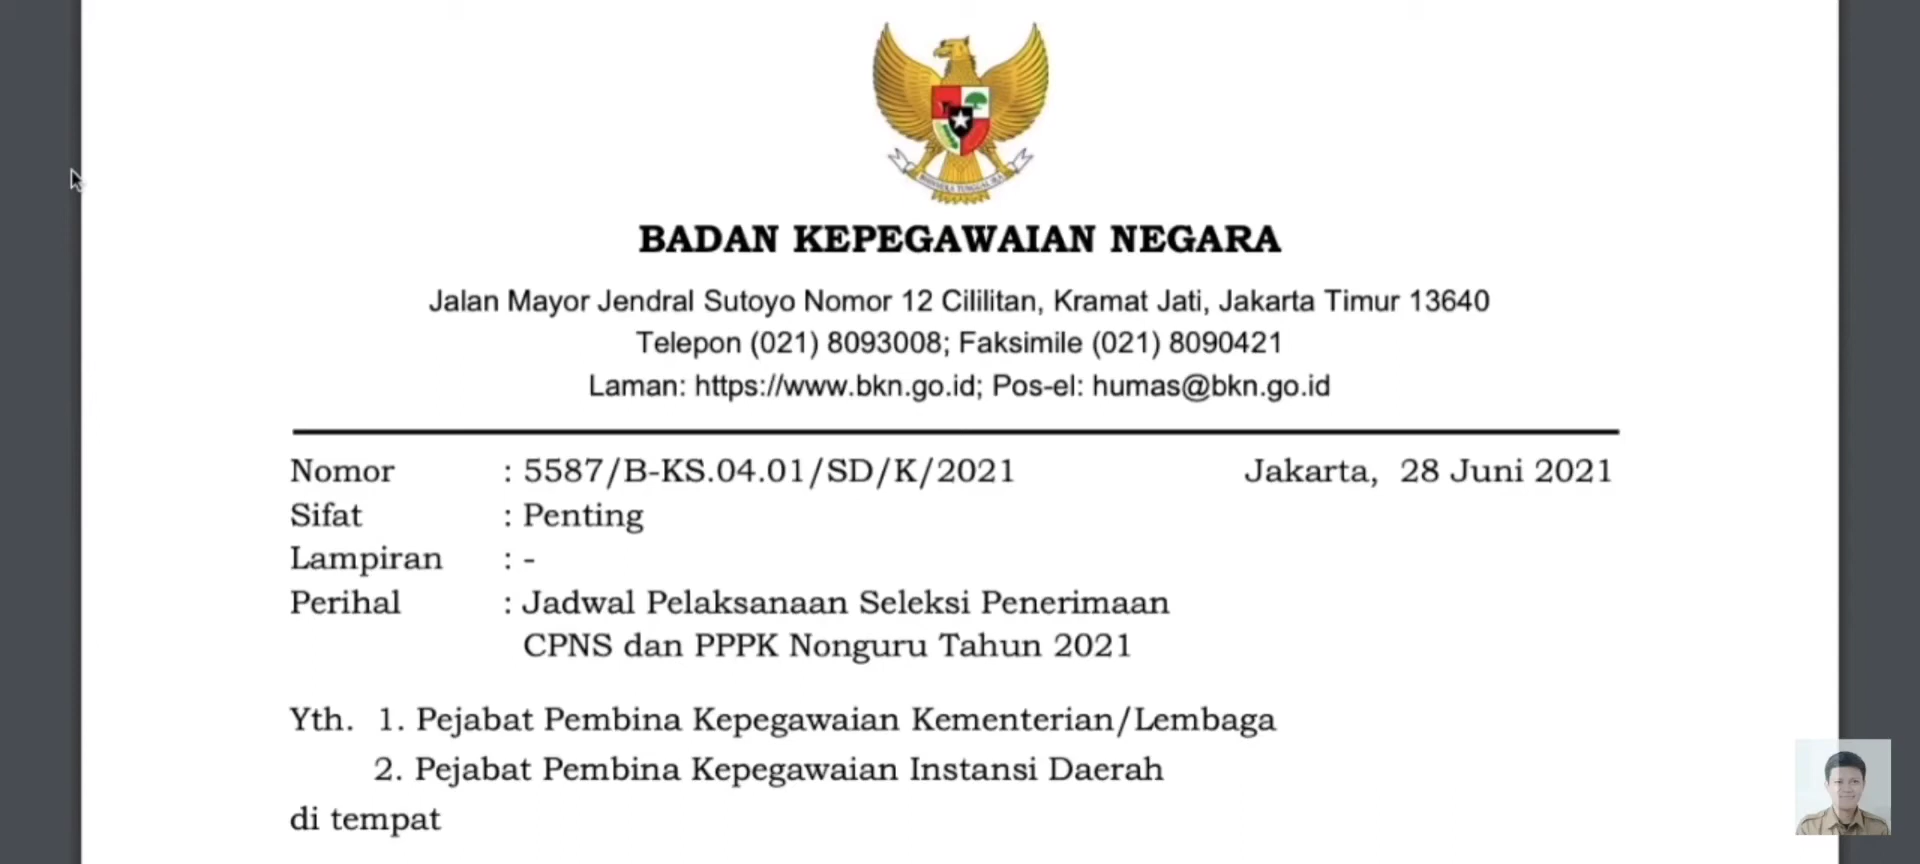 BADAN KEPEGAWAIAN NEGARA
Jalan Mayor Jendral Sutoyo Nomor 12 Cililitan, Kramat Jati, Jakarta Timur 13640
Telepon (021) 8093008; Faksimile (021) 8090421
Laman: https://www.bkn.go.id; Pos-el: humas@bkn.go.id
Nomor : 5587/B-KS.04.01/SD/K/2021 Jakarta, 28 Juni 2021
Sifat : Penting
Lampiran : -
Perihal : Jadwal Pelaksanaan Seleksi Penerimaan
CPNS dan PPPK Nonguru Tahun 2021
Yth. 1. Pejabat Pembina Kepegawaian Kementerian/Lembaga
2. Pejabat Pembina Kepegawaian Instansi Daerah
di tempat